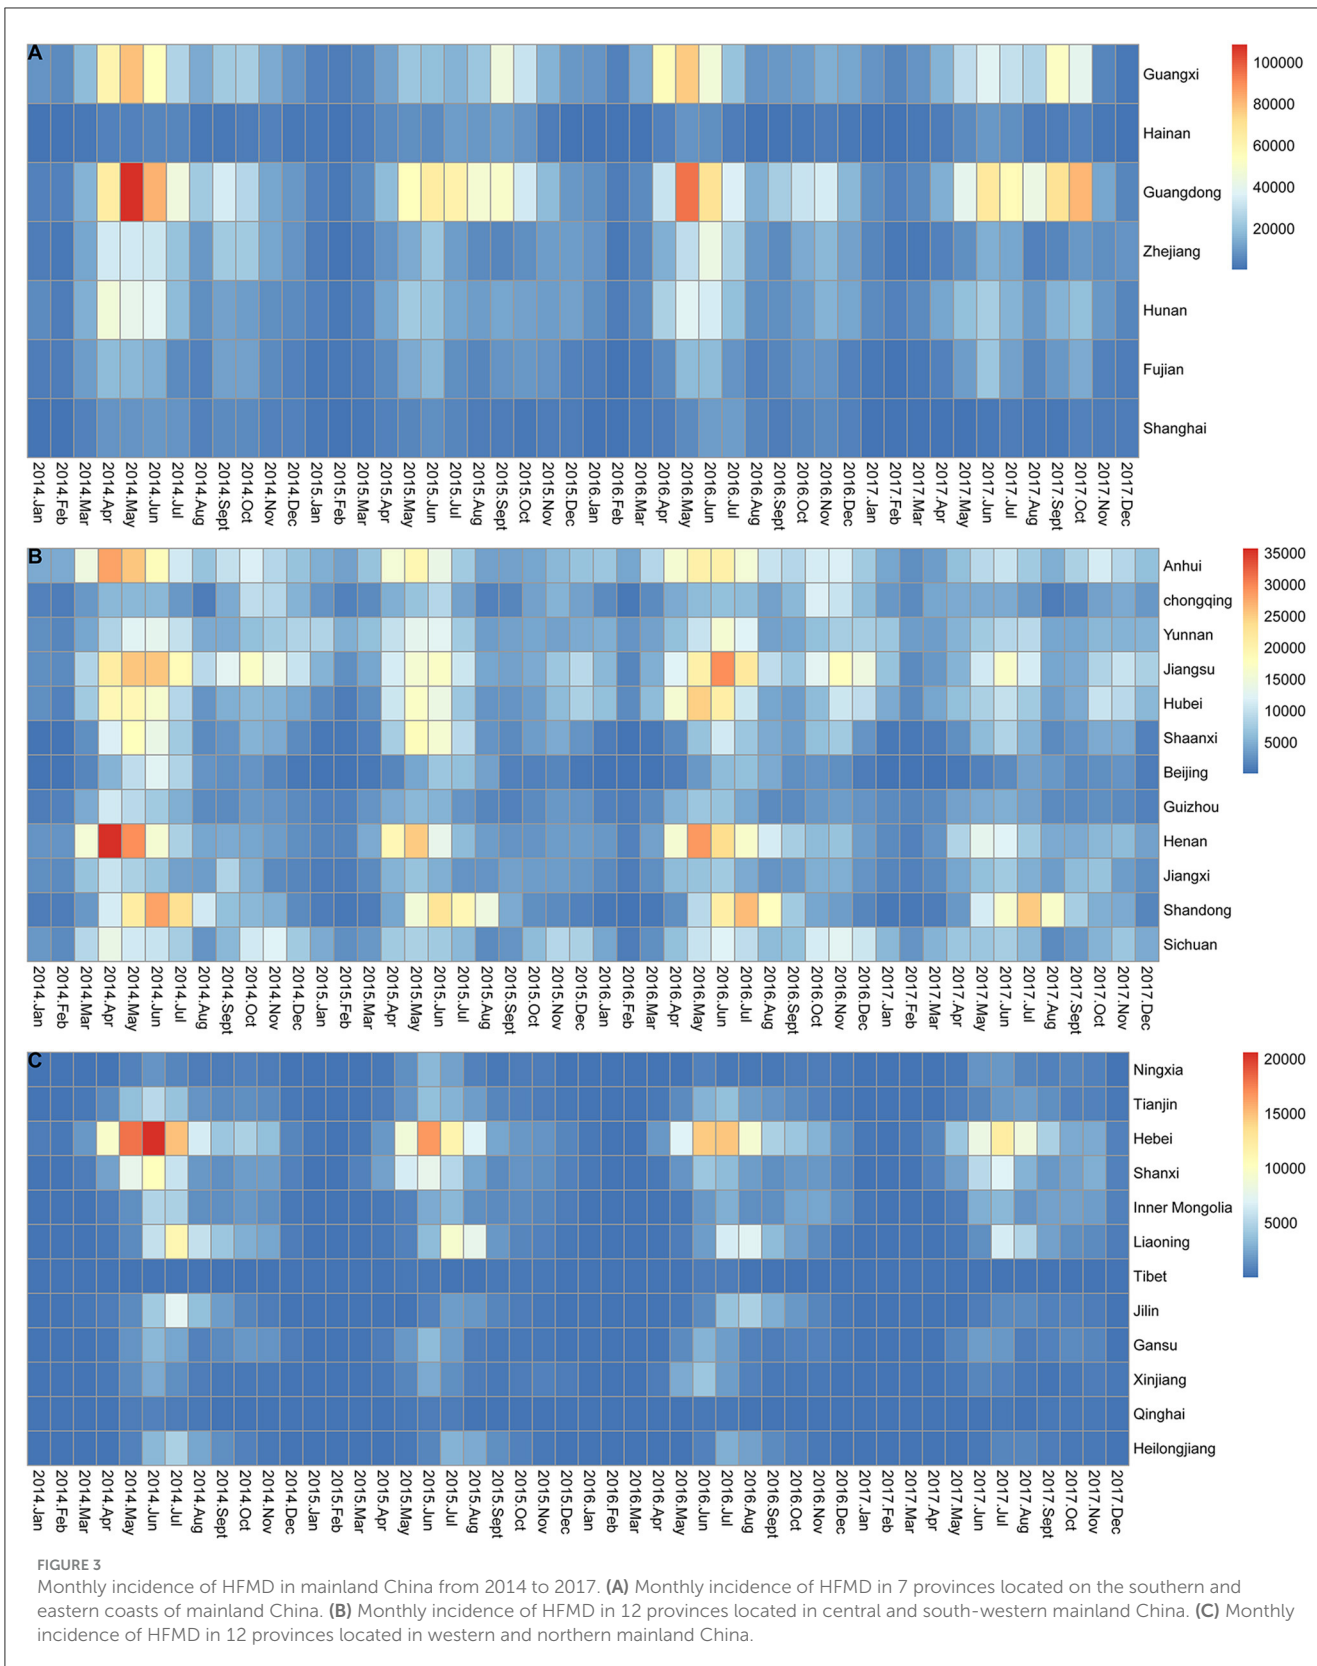 A
Guangxi
Hainan
Guangdong
Zhejiang
Hunan
Fujian
Shanghai
100000
80000
60000
40000
20000
2014.Jan
2014.Feb
2014.Mar
2014.Apr
2014.May
2014.Jun
2014.Jul
2014.Aug
2014.Sept
2014.Oct
2014.Nov
2014.Dec
2015.Jan
2015.Feb
2015.Mar
2015.Apr
2015.May
2015.Jun
2015.Jul
2015.Aug
2015.Sept
2015.Oct
2015.Nov
2015.Dec
2016.Jan
2016.Feb
2016.Mar
2016.Apr
2016.May
2016.Jun
2016.Jul
2016.Aug
2016.Sept
2016.Oct
2016.Nov
2016.Dec
2017.Jan
2017.Feb
2017.Mar
2017.Apr
2017.May
2017.Jun
2017.Jul
2017.Aug
2017.Sept
2017.Oct
2017.Nov
2017.Dec
B
Anhui
chongqing
Yunnan
Jiangsu
Hubei
Shaanxi
Beijing
Guizhou
Henan
Jiangxi
Shandong
Sichuan
35000
30000
25000
20000
15000
10000
5000
2014.Jan
2014.Feb
2014.Mar
2014.Apr
2014.May
2014.Jun
2014.Jul
2014.Aug
2014.Sept
2014.Oct
2014.Nov
2014.Dec
2015.Jan
2015.Feb
2015.Mar
2015.Apr
2015.May
2015.Jun
2015.Jul
2015.Aug
2015.Sept
2015.Oct
2015.Nov
2015.Dec
2016.Jan
2016.Feb
2016.Mar
2016.Apr
2016.May
2016.Jun
2016.Jul
2016.Aug
2016.Sept
2016.Oct
2016.Nov
2016.Dec
2017.Jan
2017.Feb
2017.Mar
2017.Apr
2017.May
2017.Jun
2017.Jul
2017.Aug
2017.Sept
2017.Oct
2017.Nov
2017.Dec
C
Ningxia
Tianjin
Hebei
Shanxi
Inner Mongolia
Liaoning
Tibet
Jilin
Gansu
Xinjiang
Qinghai
Heilongjiang
20000
15000
10000
5000
2014.Jan
2014.Feb
2014.Mar
2014.Apr
2014.May
2014.Jun
2014.Jul
2014.Aug
2014.Sept
2014.Oct
2014.Nov
2014.Dec
2015.Jan
2015.Feb
2015.Mar
2015.Apr
2015.May
2015.Jun
2015.Jul
2015.Aug
2015.Sept
2015.Oct
2015.Nov
2015.Dec
2016.Jan
2016.Feb
2016.Mar
2016.Apr
2016.May
2016.Jun
2016.Jul
2016.Aug
2016.Sept
2016.Oct
2016.Nov
2016.Dec
2017.Jan
2017.Feb
2017.Mar
2017.Apr
2017.May
2017.Jun
2017.Jul
2017.Aug
2017.Sept
2017.Oct
2017.Nov
2017.Dec
FIGURE 3
Monthly incidence of HFMD in mainland China from 2014 to 2017. (A) Monthly incidence of HFMD in 7 provinces located on the southern and
eastern coasts of mainland China. (B) Monthly incidence of HFMD in 12 provinces located in central and south-western mainland China. (C) Monthly
incidence of HFMD in 12 provinces located in western and northern mainland China.